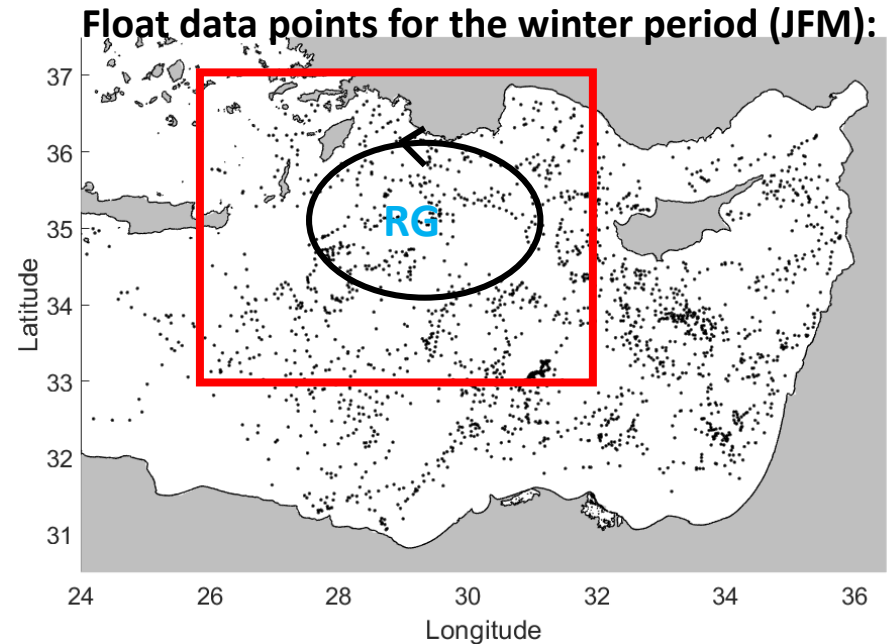 Float data points for the winter period (JFM):
37
36
35
34
33
32
31
RG
24 26 28 30 32 34 36
Latitude
Longitude